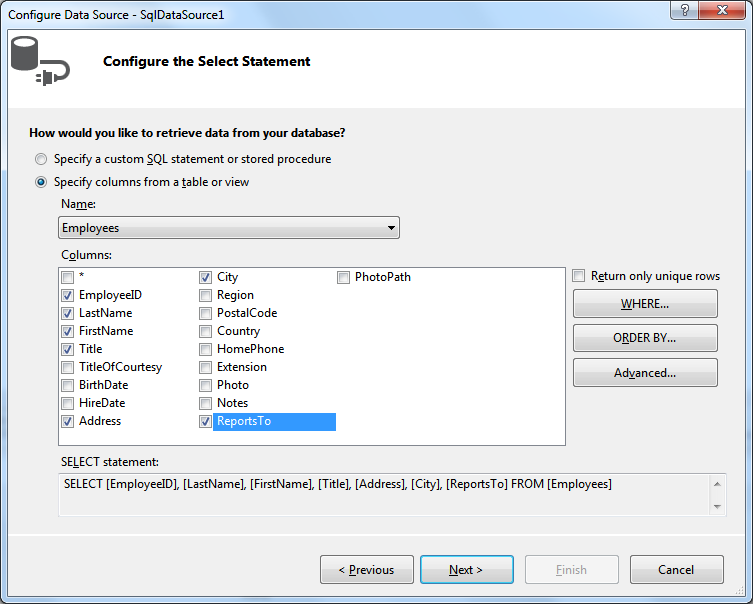 Configure Data Source - SqlDataSource1
?
Configure the Select Statement
How would you like to retrieve data from your database?
Specify a custom SQL statement or stored procedure
Specify columns from a table or view
Name:
Employees
Columns:
*
EmployeeID
LastName
FirstName
Title
TitleOfCourtesy
BirthDate
HireDate
Address
City
Region
PostalCode
Country
HomePhone
Extension
Photo
Notes
ReportsTo
PhotoPath
Return only unique rows
WHERE...
ORDER BY...
Advanced...
SELECT statement:
SELECT [EmployeeID], [LastName], [FirstName], [Title], [Address], [City], [ReportsTo] FROM [Employees]
< Previous
Next >
Finish
Cancel